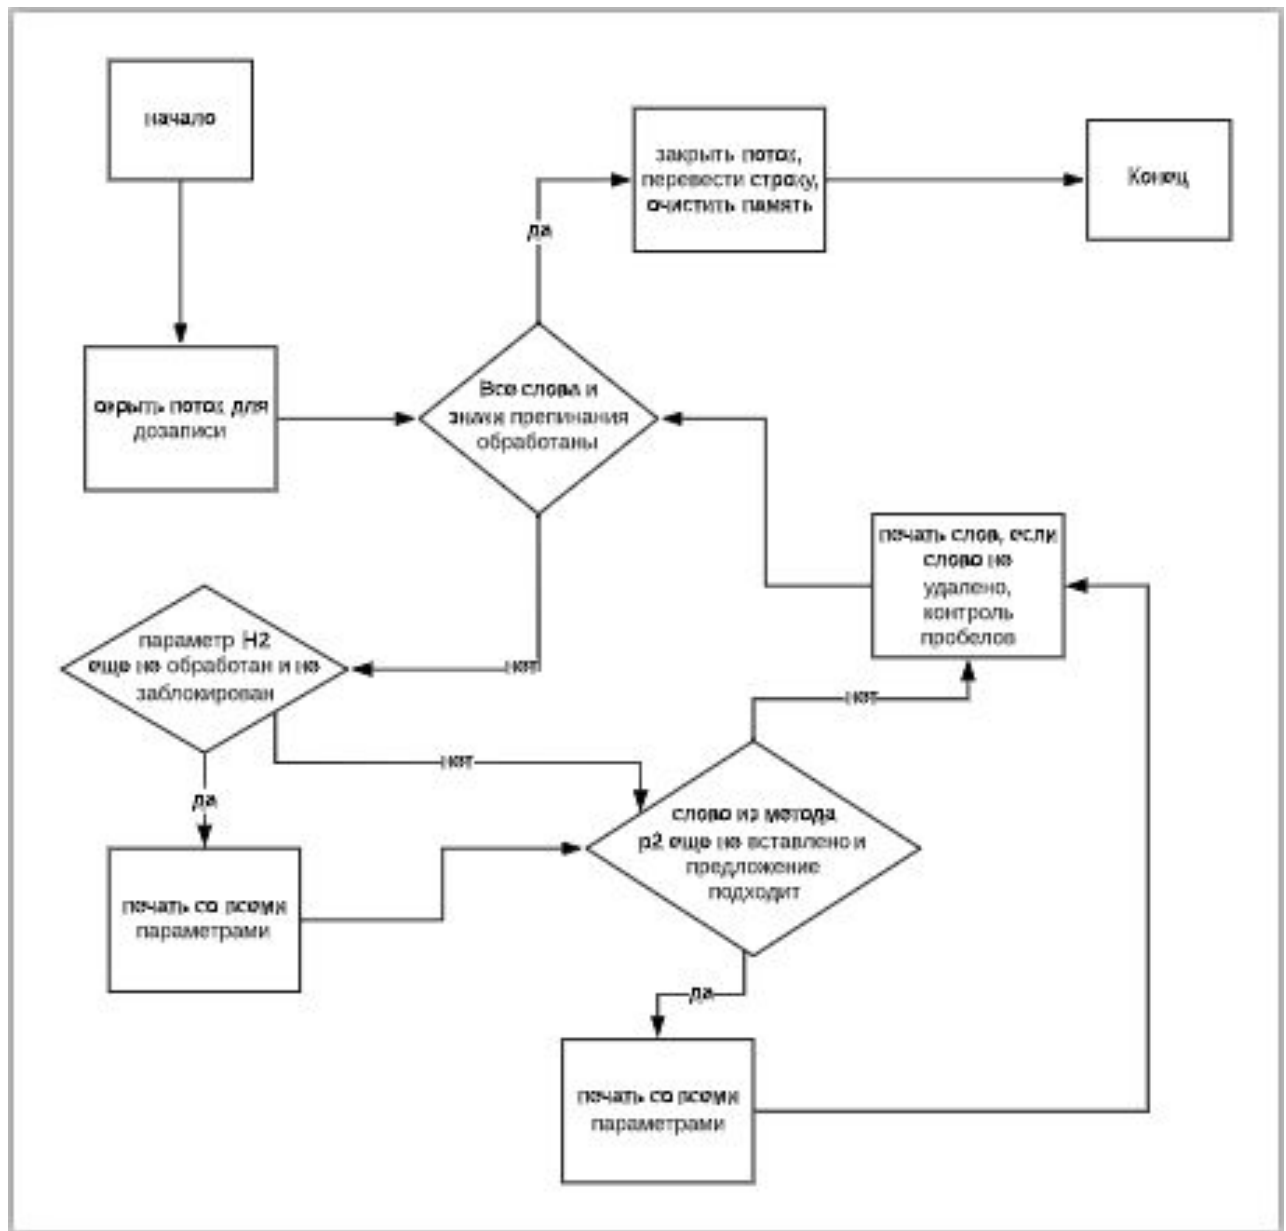 начало
закрыть поток,
перевести строку,
очистить память
Конец
да
окрыть поток для
дозаписи
Все слова и
знаки препинания
обработаны
печать слов, если
слово не
удалено,
контроль
пробелов
параметр Н2
еще не обработан и не
заблокирован
нет
нет
нет
да
слово из метода
р2 еще не вставлено и
предложение
подходит
печать со всеми
параметрами
да
печать со всеми
параметрами